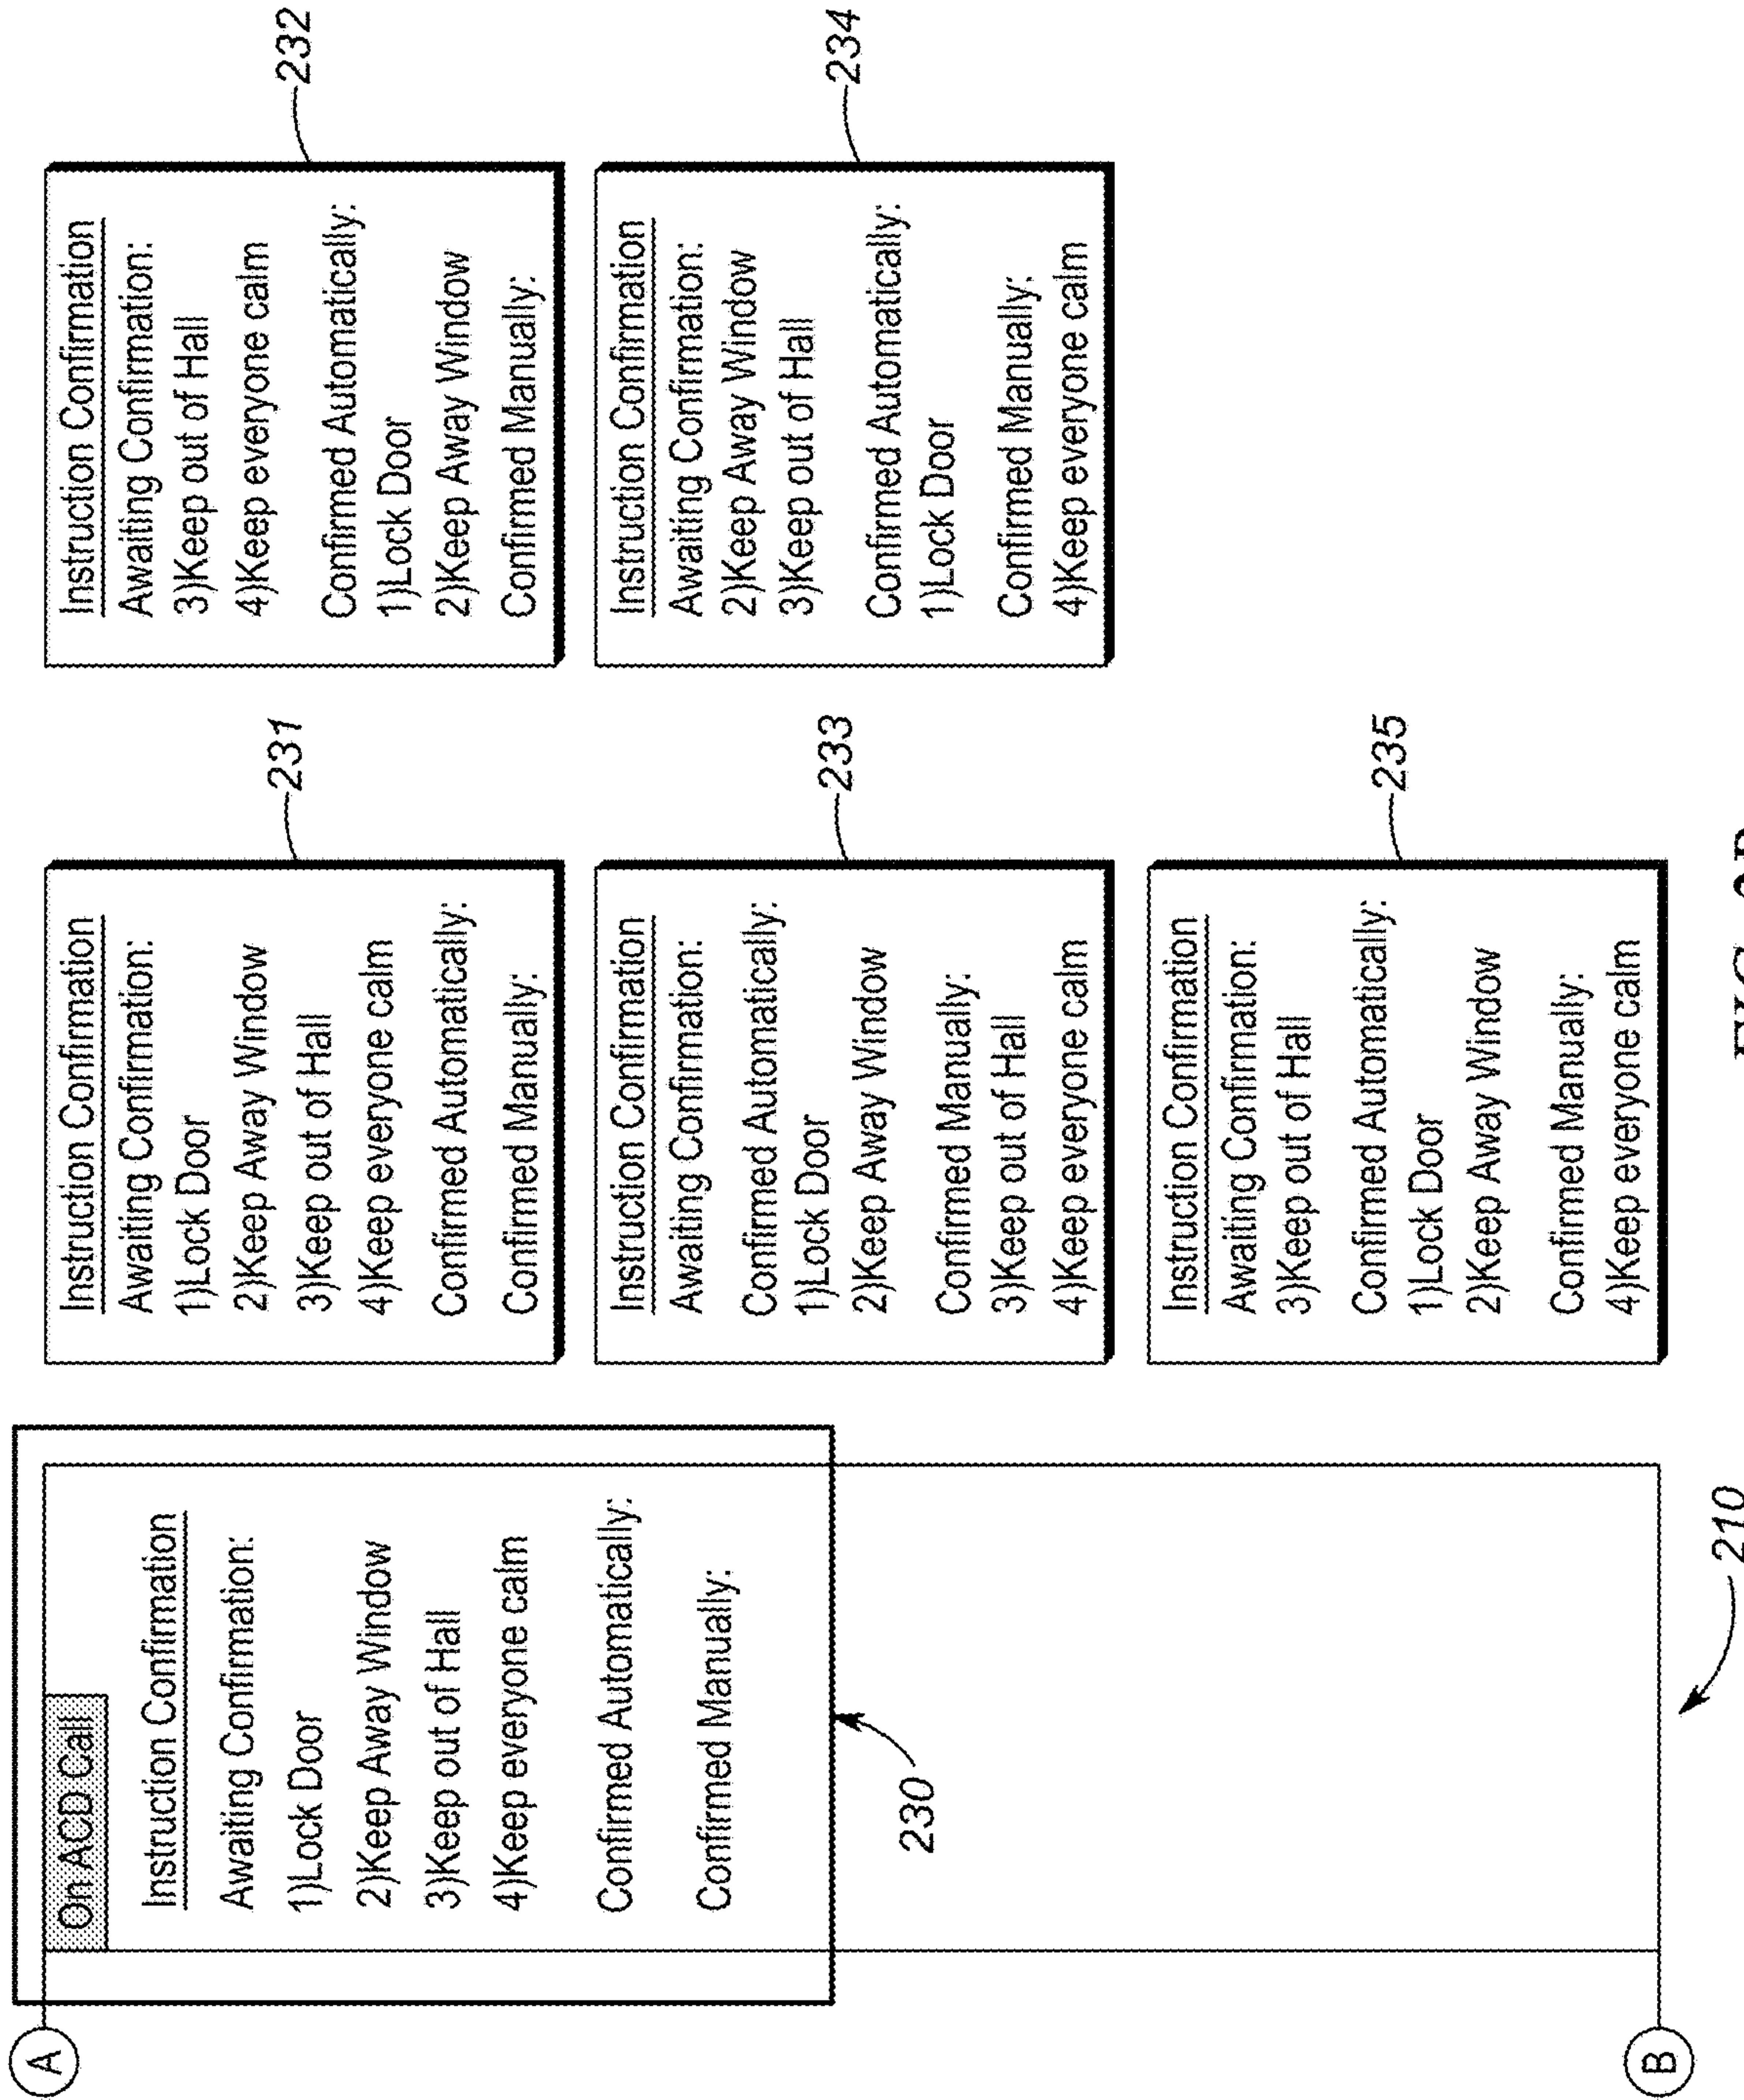 A
On ACD Call
Instruction Confirmation
Awaiting Confirmation:
1)Lock Door
2)Keep Away Window
3)Keep out of Hall
4)Keep everyone calm
Confirmed Automatically:
Confirmed Manually:
230
B
210
Instruction Confirmation
Awaiting Confirmation:
1)Lock Door
2)Keep Away Window
3)Keep out of Hall
4)Keep everyone calm
Confirmed Automatically:
Confirmed Manually:
231
Instruction Confirmation
Awaiting Confirmation:
3)Keep out of Hall
4)Keep everyone calm
Confirmed Automatically:
1)Lock Door
2)Keep Away Window
Confirmed Manually:
232
Instruction Confirmation
Awaiting Confirmation:
Confirmed Automatically:
1)Lock Door
2)Keep Away Window
Confirmed Manually:
3)Keep out of Hall
4)Keep everyone calm
233
Instruction Confirmation
Awaiting Confirmation:
2)Keep Away Window
3)Keep out of Hall
Confirmed Automatically:
1)Lock Door
Confirmed Manually:
4)Keep everyone calm
234
Instruction Confirmation
Awaiting Confirmation:
3)Keep out of Hall
Confirmed Automatically:
1)Lock Door
2)Keep Away Window
Confirmed Manually:
4)Keep everyone calm
235